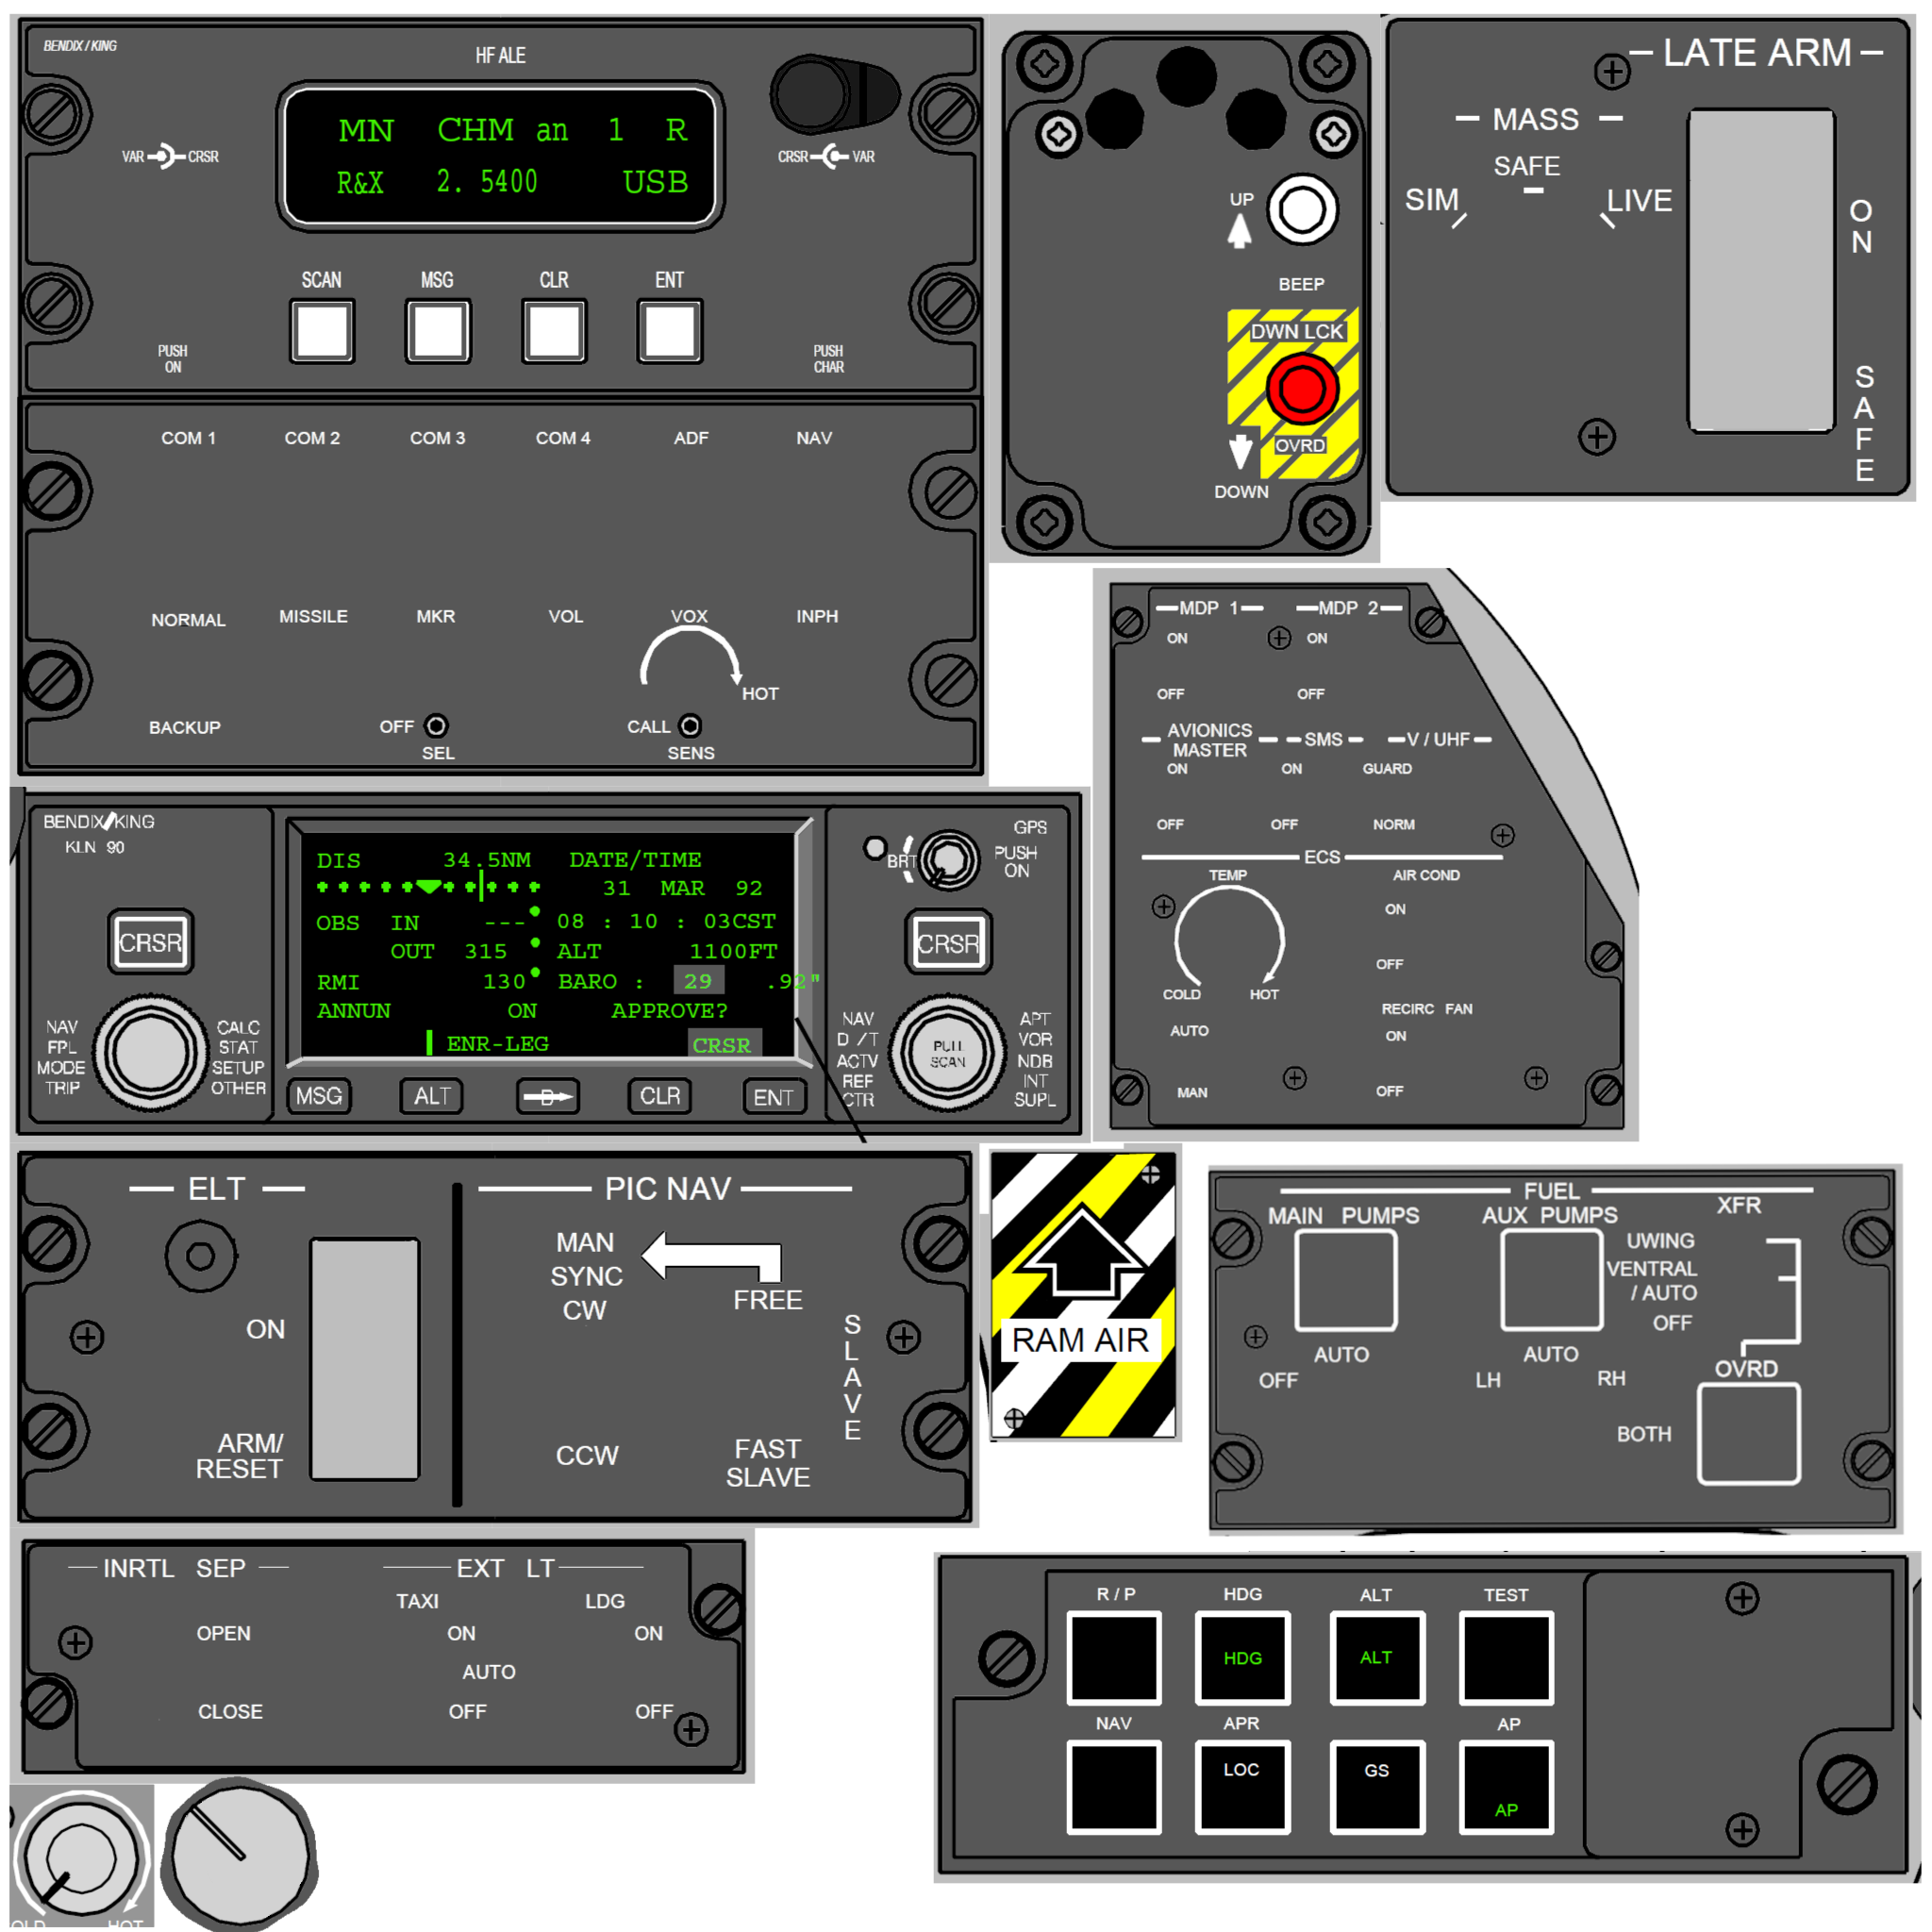 BENDIX / KING
HF ALE
MN CHM an 1 R
R&X 2. 5400 USB
VAR CRSR
CRSR VAR
SCAN MSG CLR ENT
PUSH
ON
PUSH
CHAR
COM 1 COM 2 COM 3 COM 4 ADF NAV
NORMAL MISSILE MKR VOL VOX INPH
HOT
BACKUP OFF CALL
SEL SENS
UP
BEEP
DWN LCK
OVRD
DOWN
LATE ARM
MASS
SAFE
SIM LIVE
ON
SAFE
MDP 1 MDP 2
ON ON
OFF OFF
AVIONICS
MASTER
SMS V / UHF
ON ON GUARD
OFF OFF NORM
ECS
TEMP AIR COND
ON
OFF
COLD HOT
RECIRC FAN
AUTO ON
MAN OFF
BENDIX/KING
KLN 90
DIS 34.5NM DATE/TIME
31 MAR 92
OBS IN --- 08 : 10 : 03CST
OUT 315 ALT 1100FT
RMI 130 BARO : 29 .92"
ANNUN ON APPROVE?
ENR-LEG CRSR
GPS
BRT
PUSH
ON
CRSR
CRSR
NAV CALC
FPL STAT
MODE SETUP
TRIP OTHER
MSG ALT D CLR ENT
PULL
SCAN
NAV APT
D /T VOR
ACTV NDB
REF INT
CTR SUPL
ELT
ON
ARM/
RESET
PIC NAV
MAN
SYNC
CW
FREE
SLAVE
CCW
FAST
SLAVE
RAM AIR
FUEL
MAIN PUMPS AUX PUMPS XFR
UWING
VENTRAL
/ AUTO
OFF
AUTO AUTO
OFF LH RH
OVRD
BOTH
INRTL SEP EXT LT
TAXI LDG
OPEN ON ON
AUTO
CLOSE OFF OFF
R / P HDG ALT TEST
HDG ALT
NAV APR AP
LOC GS
AP
OLD HOT